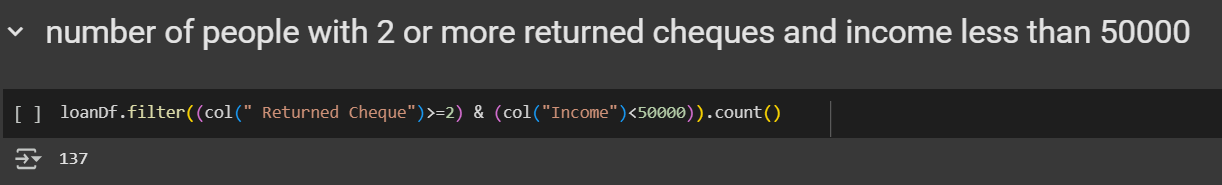 number of people with 2 or more returned cheques and income less than 50000
[ ] loanDf.filter((col(" Returned Cheque")>=2) & (col("Income")<50000)).count()
137